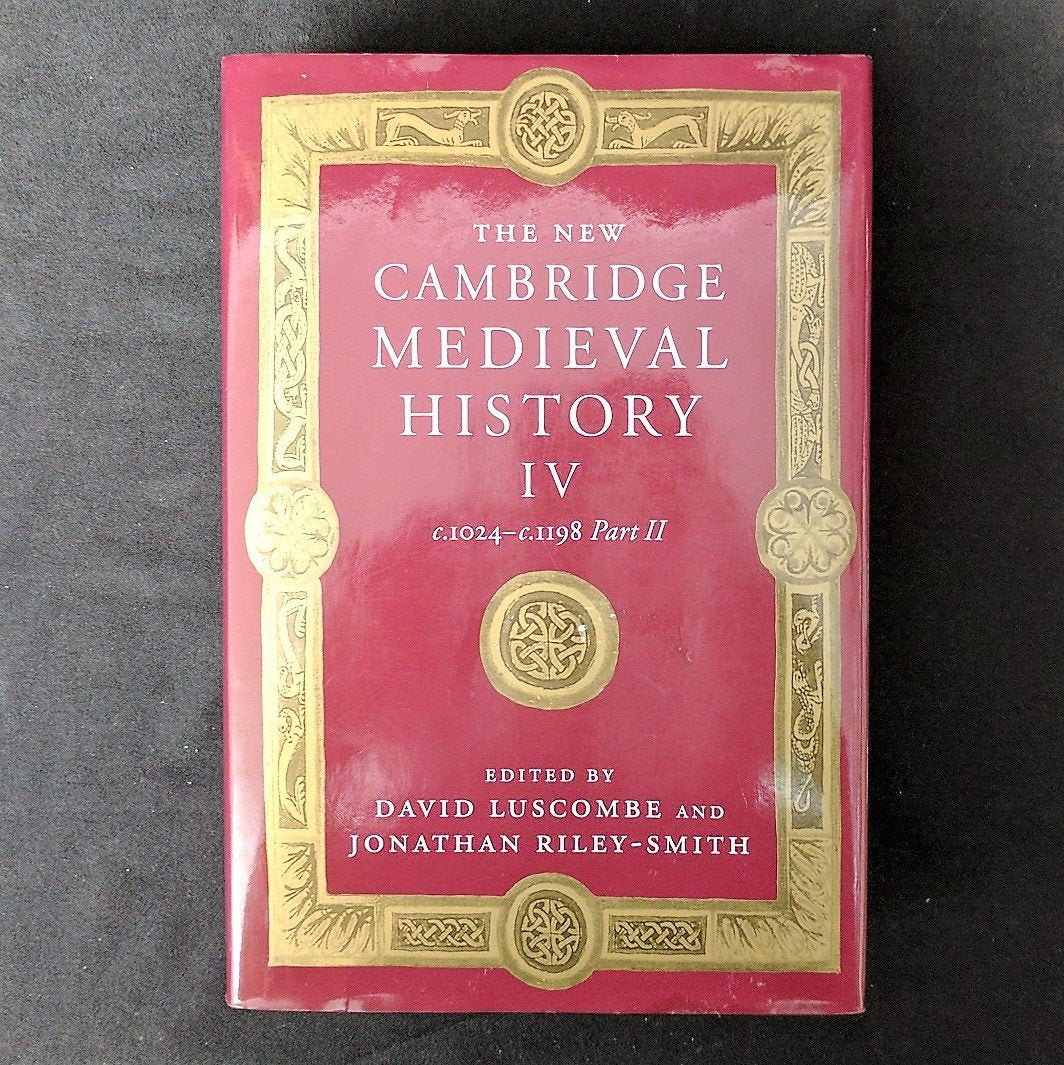 THE NEW
CAMBRIDGE
MEDIEVAL
HISTORY
IV
c.1024–c.1198 Part II
EDITED BY
DAVID LUSCOMBE AND
JONATHAN RILEY-SMITH